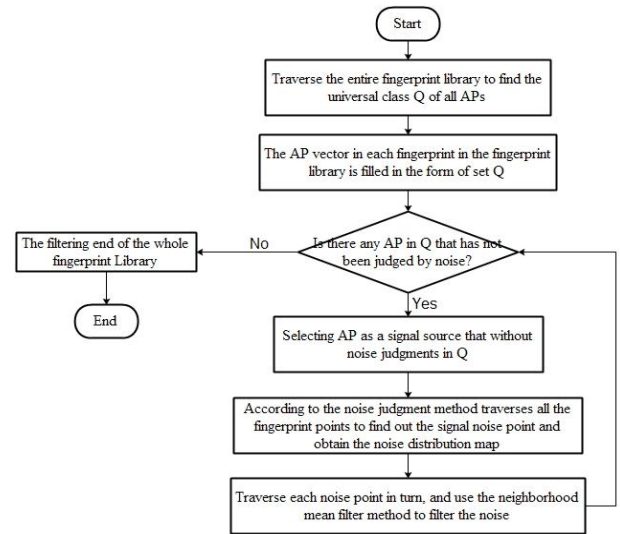 Start
Traverse the entire fingerprint library to find the
universal class Q of all APs
The AP vector in each fingerprint in the fingerprint
library is filled in the form of set Q
Is there any AP in Q that has not
been judged by noise?
No
The filtering end of the whole
fingerprint Library
End
Yes
Selecting AP as a signal source that without
noise judgments in Q
According to the noise judgment method traverses all the
fingerprint points to find out the signal noise point and
obtain the noise distribution map
Traverse each noise point in turn, and use the neighborhood
mean filter method to filter the noise